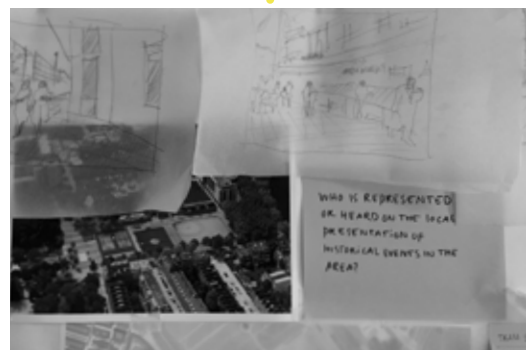 WHO IS REPRESENTED
OR HEARD ON THE LOCAL
PRESENTATION OF
HISTORICAL EVENTS IN THE
AREA?